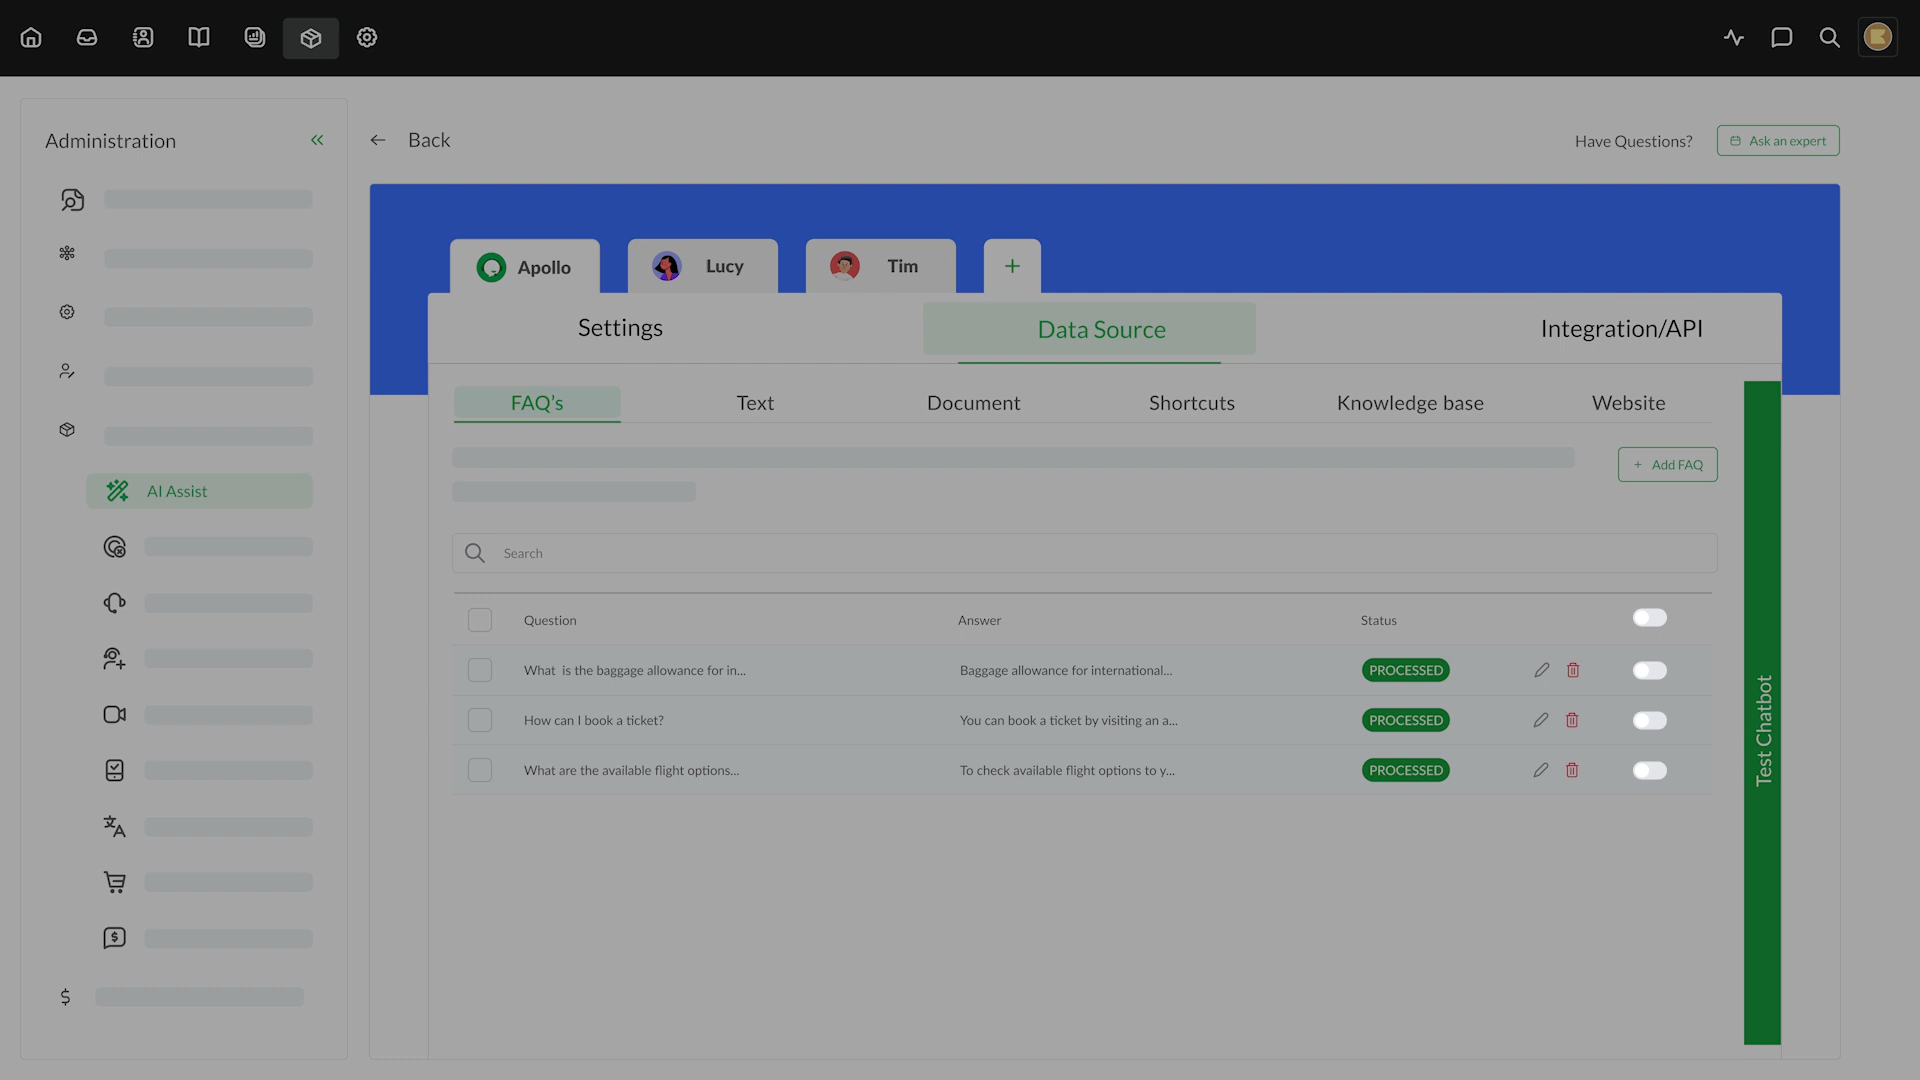 Administration
Back
Have Questions?
Ask an expert
Apollo
Lucy
Tim
+
Settings
Data Source
Integration/API
FAQ's
Text
Document
Shortcuts
Knowledge base
Website
+ Add FAQ
AI Assist
Search
Question
Answer
Status
What is the baggage allowance for in...
Baggage allowance for international...
PROCESSED
How can I book a ticket?
You can book a ticket by visiting an a...
PROCESSED
What are the available flight options...
To check available flight options to y...
PROCESSED
Test Chatbot